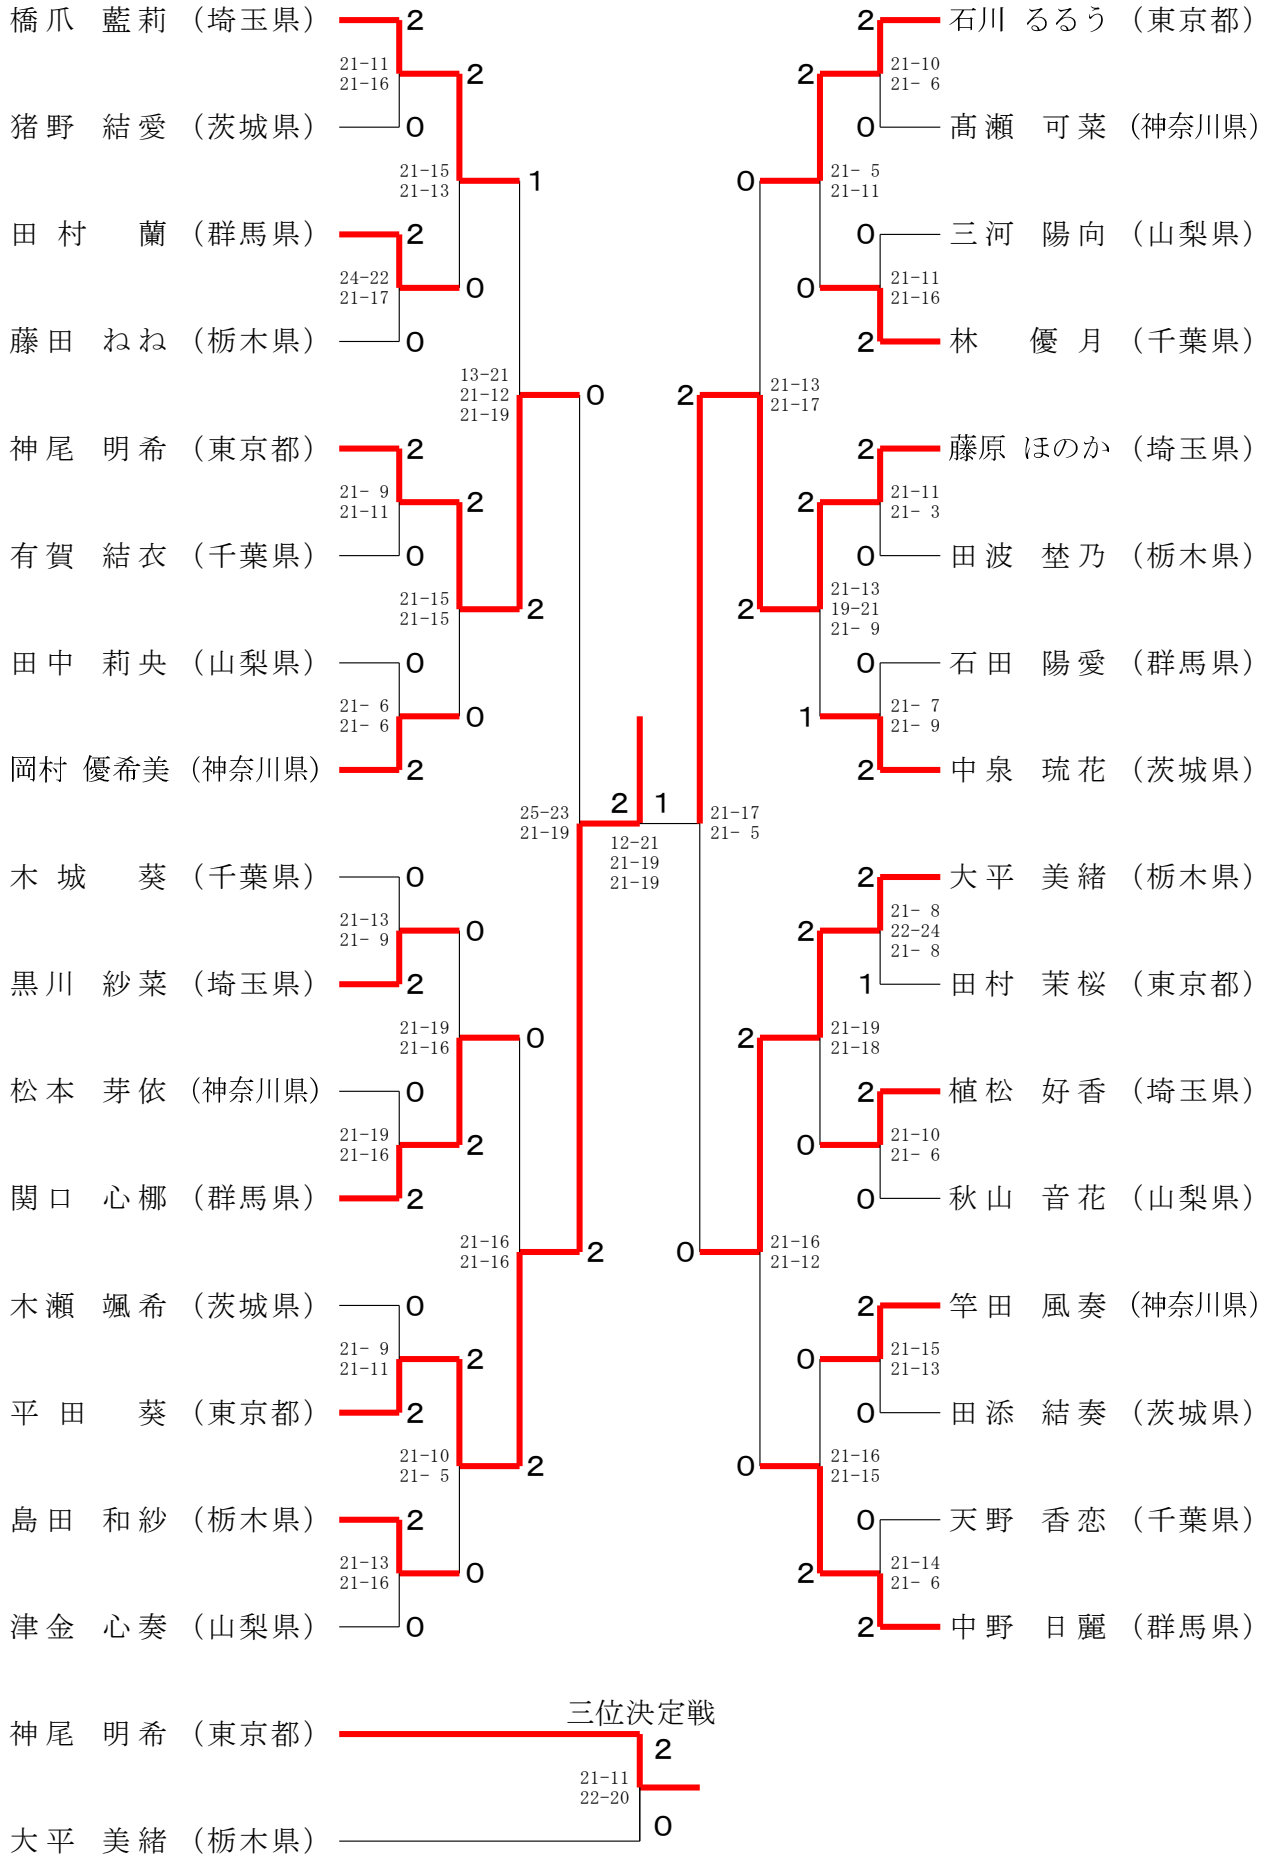 橋爪 藍莉 (埼玉県) 2
21-11
21-16
2
猪野 結愛 (茨城県) 0
21-15
21-13
1
田村 蘭 (群馬県) 2
24-22
21-17
0
藤田 ねね (栃木県) 0
13-21
21-12
21-19
0
神尾 明希 (東京都) 2
21- 9
21-11
2
有賀 結衣 (千葉県) 0
21-15
21-15
2
田中 莉央 (山梨県) 0
21- 6
21- 6
0
岡村 優希美 (神奈川県) 2
25-23
21-19
木城 葵 (千葉県) 0
21-13
21- 9
0
黒川 紗菜 (埼玉県) 2
21-19
21-16
0
松本 芽依 (神奈川県) 0
21-19
21-16
2
関口 心梛 (群馬県) 2
21-16
21-16
2
木瀬 颯希 (茨城県) 0
21- 9
21-11
2
平田 葵 (東京都) 2
21-10
21- 5
2
島田 和紗 (栃木県) 2
21-13
21-16
0
津金 心奏 (山梨県) 0
2 1
12-21
21-19
21-19
2 石川 るるう (東京都)
2
21-10
21- 6
0 髙瀬 可菜 (神奈川県)
0
21- 5
21-11
0 三河 陽向 (山梨県)
0
21-11
21-16
2 林 優月 (千葉県)
2
21-13
21-17
2 藤原 ほのか (埼玉県)
2
21-11
21- 3
0 田波 埜乃 (栃木県)
2
21-13
19-21
21- 9
0 石田 陽愛 (群馬県)
1
21- 7
21- 9
2 中泉 琉花 (茨城県)
21-17
21- 5
2 大平 美緒 (栃木県)
2
21- 8
22-24
21- 8
1 田村 茉桜 (東京都)
2
21-19
21-18
2 植松 好香 (埼玉県)
0
21-10
21- 6
0 秋山 音花 (山梨県)
0
21-16
21-12
2 竿田 風奏 (神奈川県)
0
21-15
21-13
0 田添 結奏 (茨城県)
0
21-16
21-15
0 天野 香恋 (千葉県)
2
21-14
21- 6
2 中野 日麗 (群馬県)
三位決定戦
神尾 明希 (東京都)
2
21-11
22-20
0
大平 美緒 (栃木県)